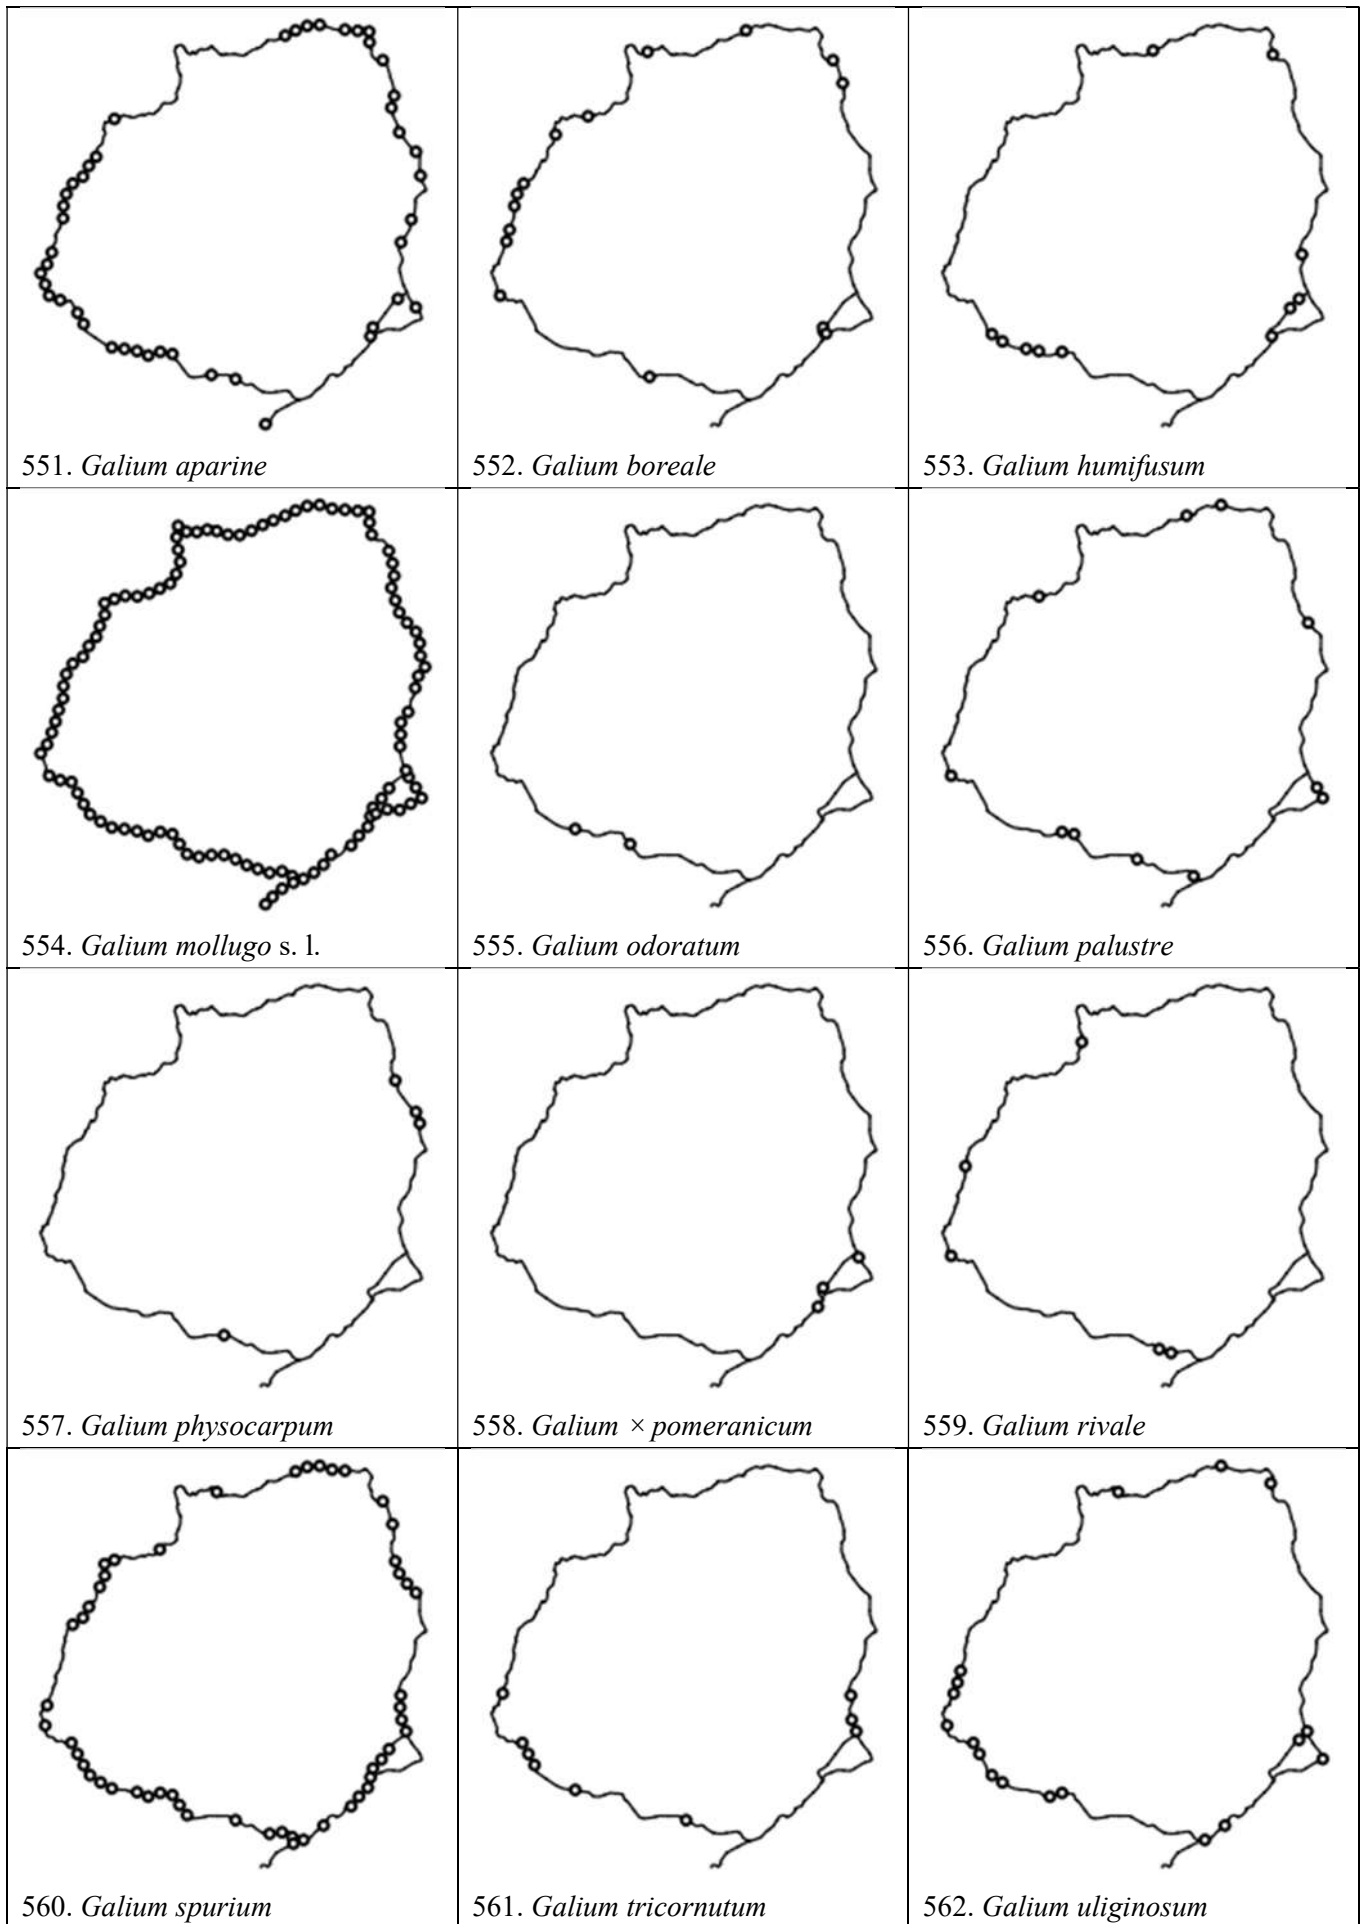 551. Galium aparine
552. Galium boreale
553. Galium humifusum
554. Galium mollugo s. l.
555. Galium odoratum
556. Galium palustre
557. Galium physocarpum
558. Galium × pomeranicum
559. Galium rivale
560. Galium spurium
561. Galium tricornutum
562. Galium uliginosum